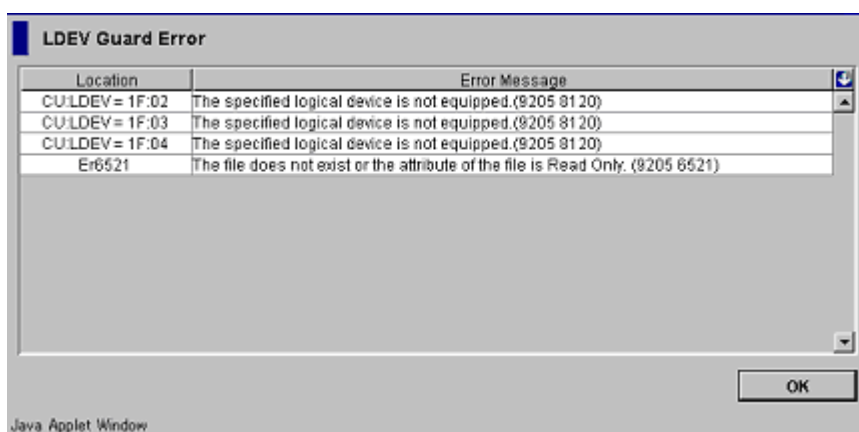 LDEV Guard Error
Location Error Message
CU:LDEV= 1F:02 The specified logical device is not equipped.(9205 8120)
CU:LDEV= 1F:03 The specified logical device is not equipped.(9205 8120)
CU:LDEV= 1F:04 The specified logical device is not equipped.(9205 8120)
Er6521 The file does not exist or the attribute of the file is Read Only. (9205 6521)
OK
Java Applet Window